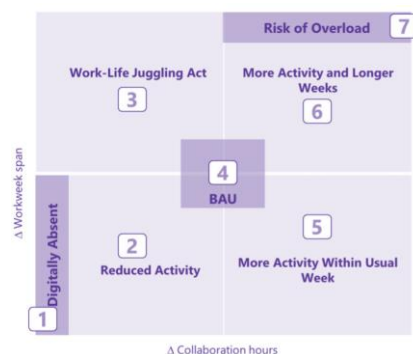 Risk of Overload
7
Work-Life Juggling Act
3
More Activity and Longer
Weeks
6
4
BAU
Δ Workweek span
Digitally Absent
1
2
Reduced Activity
5
More Activity Within Usual
Week
Δ Collaboration hours